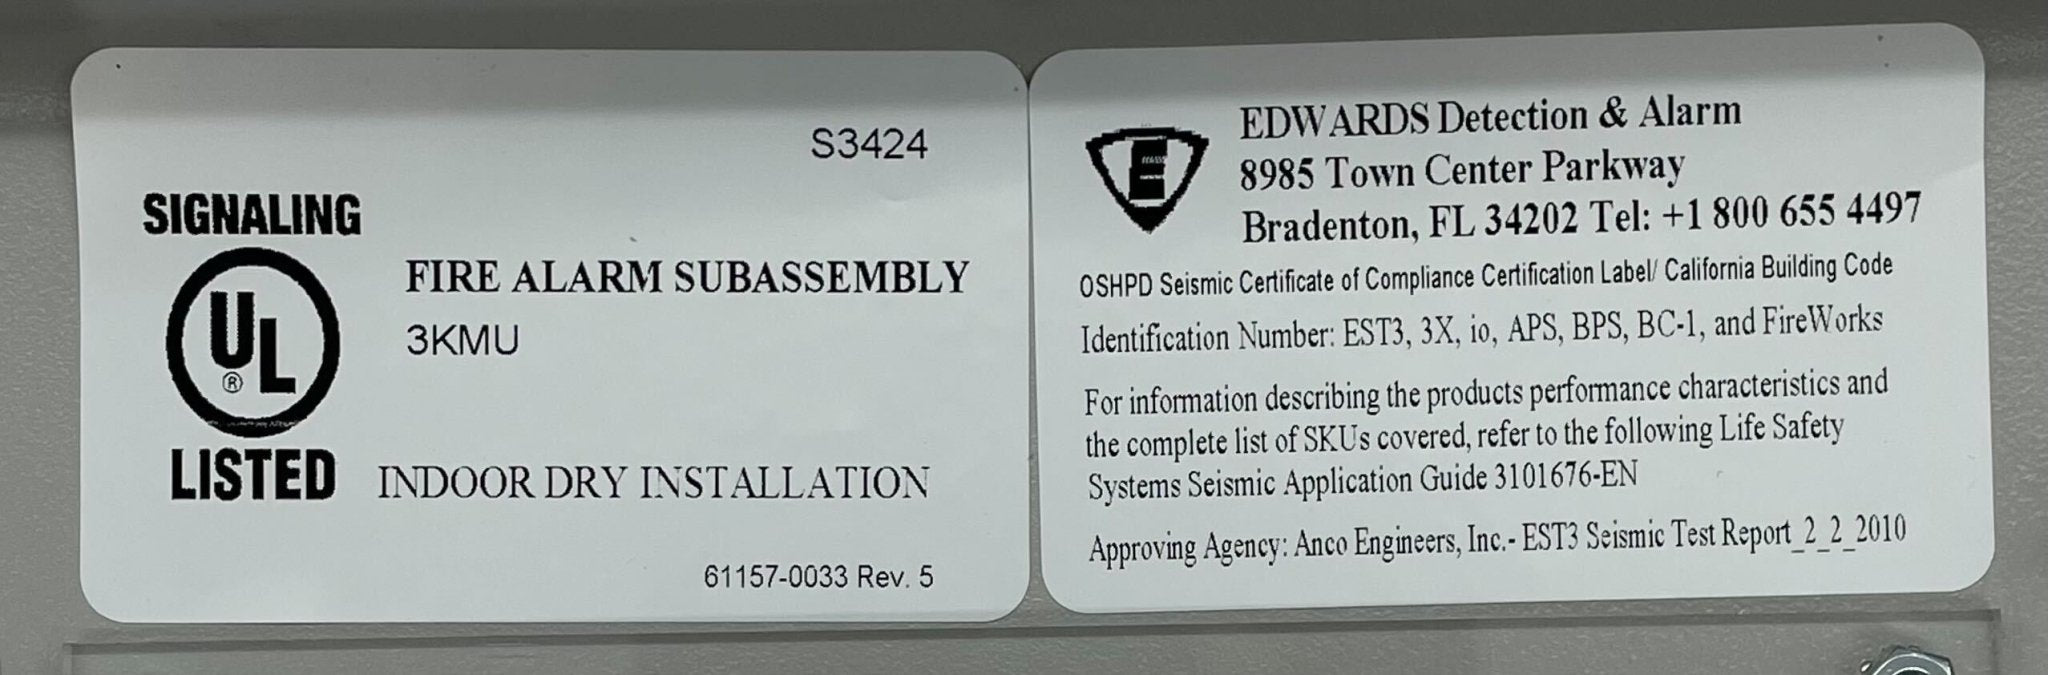 S3424
SIGNALING
UL
®
LISTED
FIRE ALARM SUBASSEMBLY
3KMU
INDOOR DRY INSTALLATION
61157-0033 Rev. 5
E
EDWARDS Detection & Alarm
8985 Town Center Parkway
Bradenton, FL 34202 Tel: +1 800 655 4497
OSHPD Seismic Certificate of Compliance Certification Label/ California Building Code
Identification Number: EST3, 3X, io, APS, BPS, BC-1, and FireWorks
For information describing the products performance characteristics and
the complete list of SKUs covered, refer to the following Life Safety
Systems Seismic Application Guide 3101676-EN
Approving Agency: Anco Engineers, Inc.- EST3 Seismic Test Report_2_2_2010